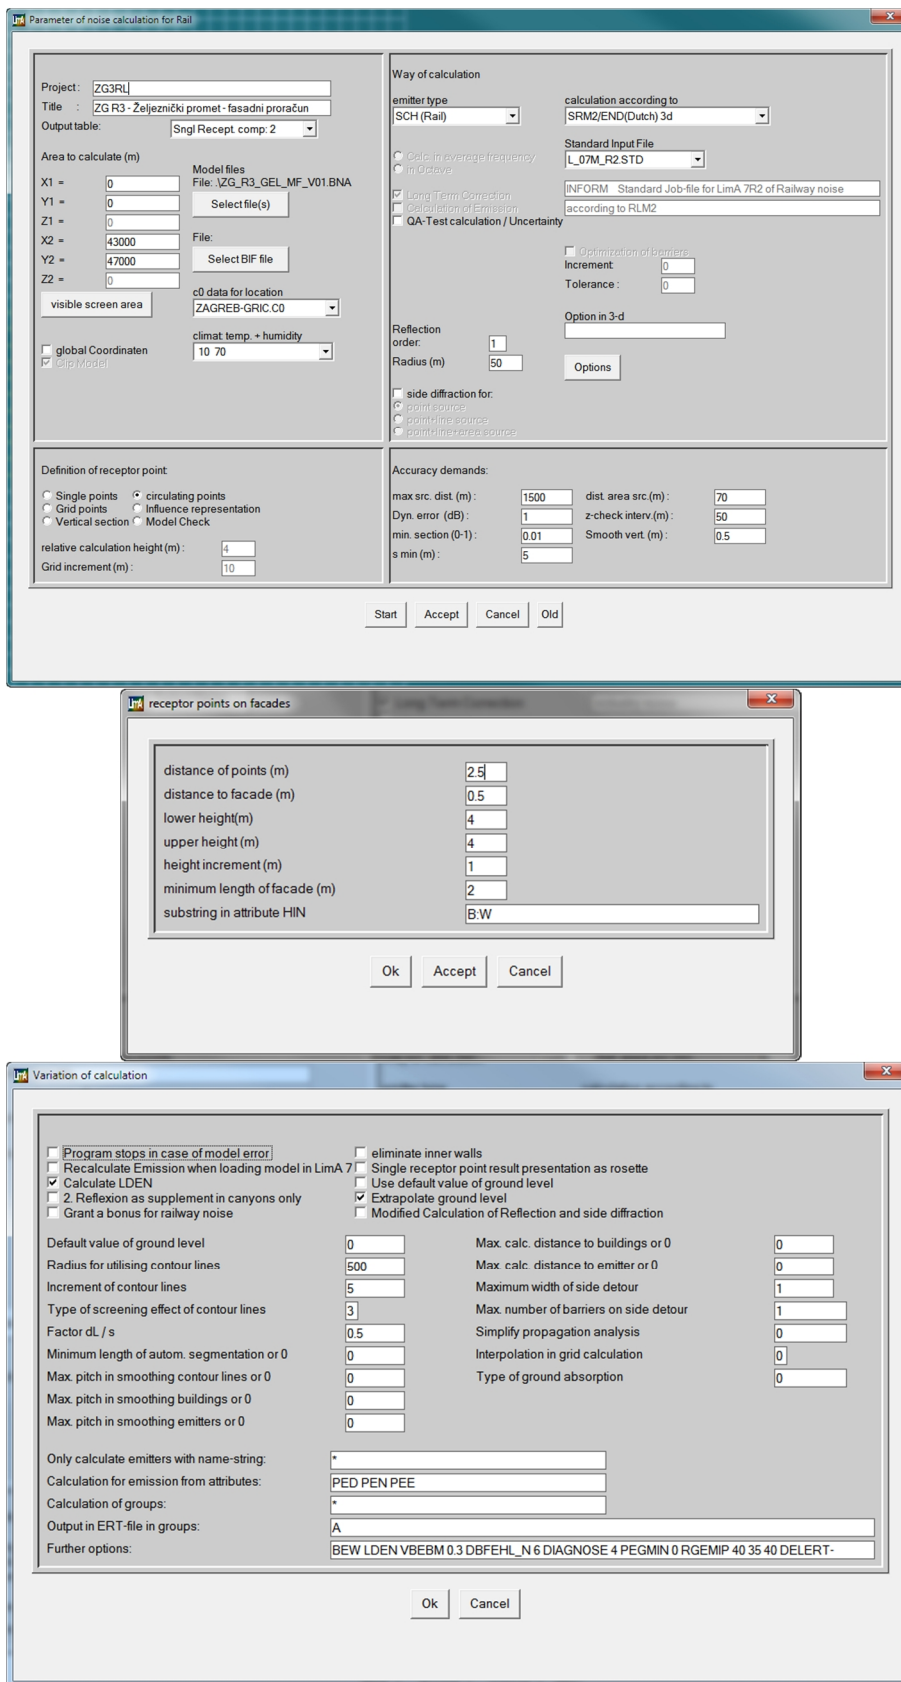 Parameter of noise calculation for Rail
Project : ZG3RL
Title : ZG R3 - Željeznički promet - fasadni proračun
Output table: Sngl Recept. comp: 2
Area to calculate (m)
Model files
File: .\ZG_R3_GEL_MF_V01.BNA
X1 = 0
Select file(s)
Y1 = 0
Z1 = 0
X2 = 43000
File:
Y2 = 47000
Select BIF file
Z2 = 0
visible screen area
c0 data for location
ZAGREB-GRIC.C0
climat: temp. + humidity
10 70
global Coordinaten
Clip Model
Way of calculation
emitter type
calculation according to
SCH (Rail)
SRM2/END(Dutch) 3d
Standard Input File
L_07M_R2.STD
Calc. in average frequency
in Octave
INFORM Standard Job-file for LimA 7R2 of Railway noise
according to RLM2
Long Term Correction
Calculation of Emission
QA-Test calculation / Uncertainty
Optimization of barriers
Increment: 0
Tolerance : 0
Option in 3-d
Reflection
order: 1
Radius (m) 50
Options
side diffraction for:
point source
point+line source
point+line+area source
Definition of receptor point:
Single points circulating points
Grid points Influence representation
Vertical section Model Check
relative calculation height (m) : 4
Grid increment (m) : 10
Accuracy demands:
max src. dist. (m) : 1500 dist. area src.(m) : 70
Dyn. error (dB) : 1 z-check interv.(m) : 50
min. section (0-1) : 0.01 Smooth vert. (m) : 0.5
s min (m) : 5
Start Accept Cancel Old
receptor points on facades
distance of points (m) 2.5
distance to facade (m) 0.5
lower height(m) 4
upper height (m) 4
height increment (m) 1
minimum length of facade (m) 2
substring in attribute HIN B:W
Ok Accept Cancel
Variation of calculation
Program stops in case of model error eliminate inner walls
Recalculate Emission when loading model in LimA 7 Single receptor point result presentation as rosette
Calculate LDEN Use default value of ground level
2. Reflexion as supplement in canyons only Extrapolate ground level
Grant a bonus for railway noise Modified Calculation of Reflection and side diffraction
Default value of ground level 0 Max. calc. distance to buildings or 0 0
Radius for utilising contour lines 500 Max. calc. distance to emitter or 0 0
Increment of contour lines 5 Maximum width of side detour 1
Type of screening effect of contour lines 3 Max. number of barriers on side detour 1
Factor dL / s 0.5 Simplify propagation analysis 0
Minimum length of autom. segmentation or 0 0 Interpolation in grid calculation 0
Max. pitch in smoothing contour lines or 0 0 Type of ground absorption 0
Max. pitch in smoothing buildings or 0 0
Max. pitch in smoothing emitters or 0 0
Only calculate emitters with name-string: *
Calculation for emission from attributes: PED PEN PEE
Calculation of groups: *
Output in ERT-file in groups: A
Further options: BEW LDEN VBEBM 0.3 DBFEHL_N 6 DIAGNOSE 4 PEGMIN 0 RGEMIP 40 35 40 DELERT-
Ok Cancel